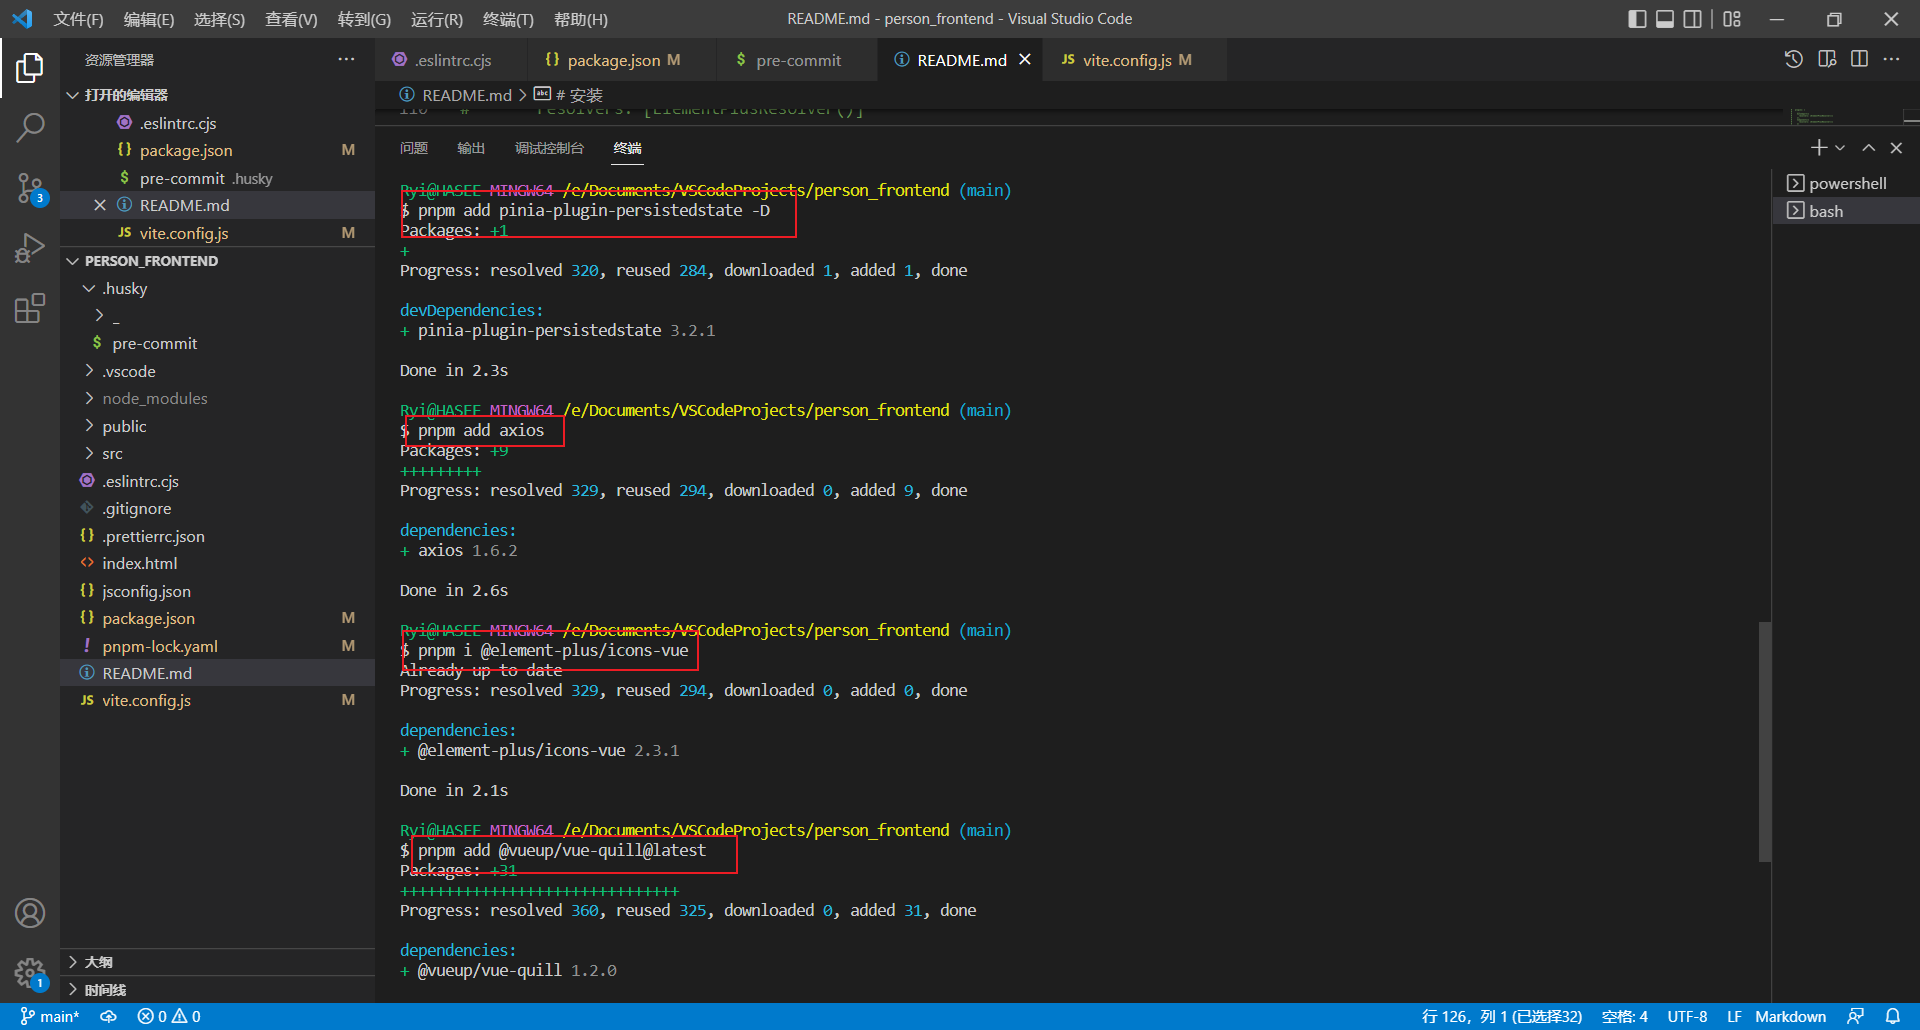 文件(F) 编辑(E) 选择(S) 查看(V) 转到(G) 运行(R) 终端(T) 帮助(H)
README.md - person_frontend - Visual Studio Code
资源管理器
打开的编辑器
.eslintrc.cjs
package.json M
pre-commit .husky
README.md
vite.config.js M
PERSON_FRONTEND
.husky
_
pre-commit
.vscode
node_modules
public
src
.eslintrc.cjs
.gitignore
.prettierrc.json
index.html
jsconfig.json
package.json M
pnpm-lock.yaml M
README.md
vite.config.js M
大纲
时间线
.eslintrc.cjs
package.json M
pre-commit
README.md
vite.config.js M
README.md > # 安装
110 # resolvers: [ElementPlusResolver()]
问题 输出 调试控制台 终端
Ryi@HASEE MINGW64 /e/Documents/VSCodeProjects/person_frontend (main)
$ pnpm add pinia-plugin-persistedstate -D
Packages: +1
+
Progress: resolved 320, reused 284, downloaded 1, added 1, done
devDependencies:
+ pinia-plugin-persistedstate 3.2.1
Done in 2.3s
Ryi@HASEE MINGW64 /e/Documents/VSCodeProjects/person_frontend (main)
$ pnpm add axios
Packages: +9
+++++++++
Progress: resolved 329, reused 294, downloaded 0, added 9, done
dependencies:
+ axios 1.6.2
Done in 2.6s
Ryi@HASEE MINGW64 /e/Documents/VSCodeProjects/person_frontend (main)
$ pnpm i @element-plus/icons-vue
Already up to date
Progress: resolved 329, reused 294, downloaded 0, added 0, done
dependencies:
+ @element-plus/icons-vue 2.3.1
Done in 2.1s
Ryi@HASEE MINGW64 /e/Documents/VSCodeProjects/person_frontend (main)
$ pnpm add @vueup/vue-quill@latest
Packages: +31
+++++++++++++++++++++++++++++++
Progress: resolved 360, reused 325, downloaded 0, added 31, done
dependencies:
+ @vueup/vue-quill 1.2.0
powershell
bash
3
1
main* 0 0
行 126，列 1 (已选择32) 空格: 4 UTF-8 LF Markdown